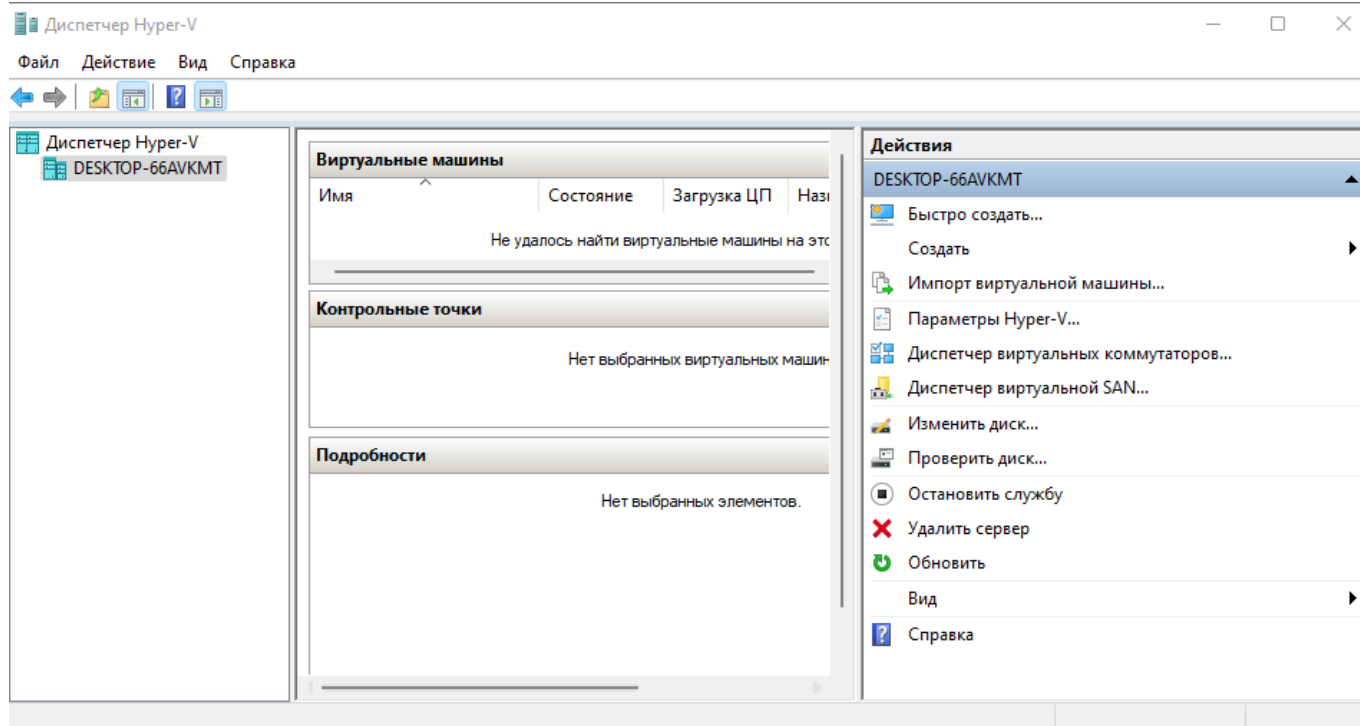 Диспетчер Hyper-V
Файл Действие Вид Справка
Диспетчер Hyper-V
DESKTOP-66AVKMT
Виртуальные машины
Имя Состояние Загрузка ЦП
Не удалось найти виртуальные машины на
Контрольные точки
Нет выбранных виртуальных машин
Подробности
Нет выбранных элементов.
Действия
DESKTOP-66AVKMT
Быстро создать...
Создать
Импорт виртуальной машины...
Параметры Hyper-V...
Диспетчер виртуальных коммутаторов...
Диспетчер виртуальной SAN...
Изменить диск...
Проверить диск...
Остановить службу
Удалить сервер
Обновить
Вид
Справка